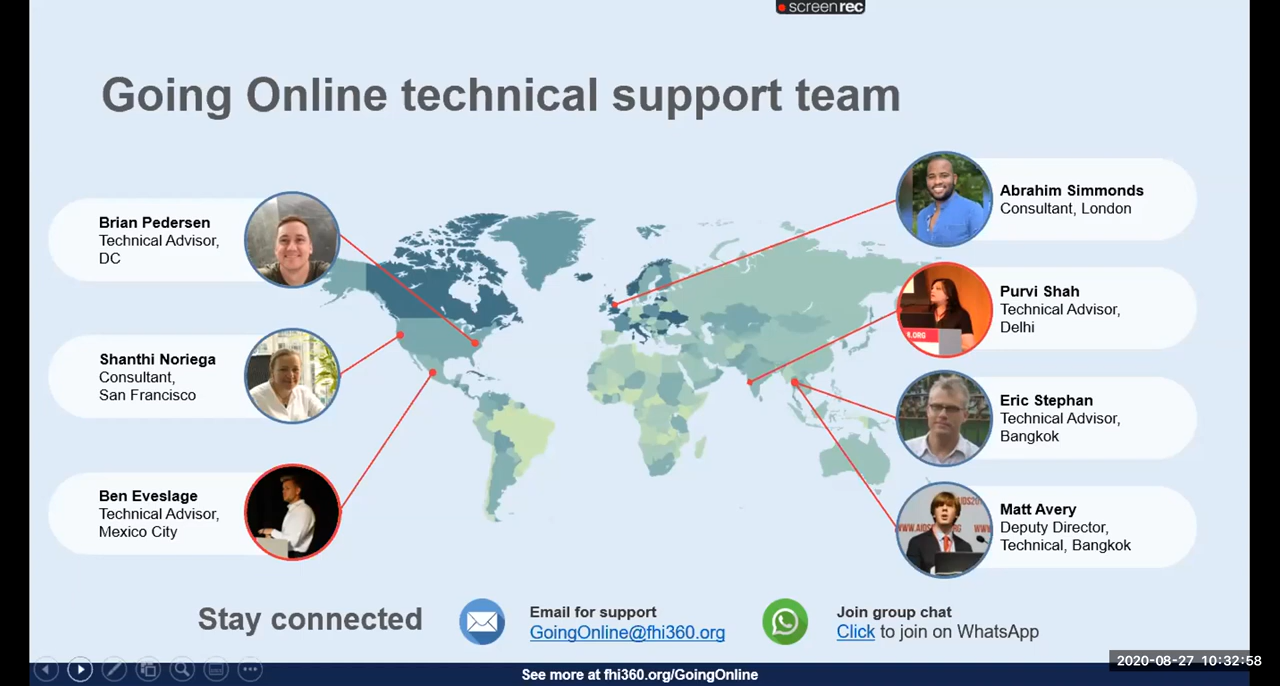 screenrec
Going Online technical support team
Brian Pedersen
Technical Advisor,
DC
Shanthi Noriega
Consultant,
San Francisco
Ben Eveslage
Technical Advisor,
Mexico City
Abrahim Simmonds
Consultant, London
Purvi Shah
Technical Advisor,
Delhi
R.ORG
Eric Stephan
Technical Advisor,
Bangkok
Matt Avery
Deputy Director,
Technical, Bangkok
Stay connected
Email for support
GoingOnline@fhi360.org
Join group chat
Click to join on WhatsApp
See more at fhi360.org/GoingOnline
2020-08-27 10:32:58